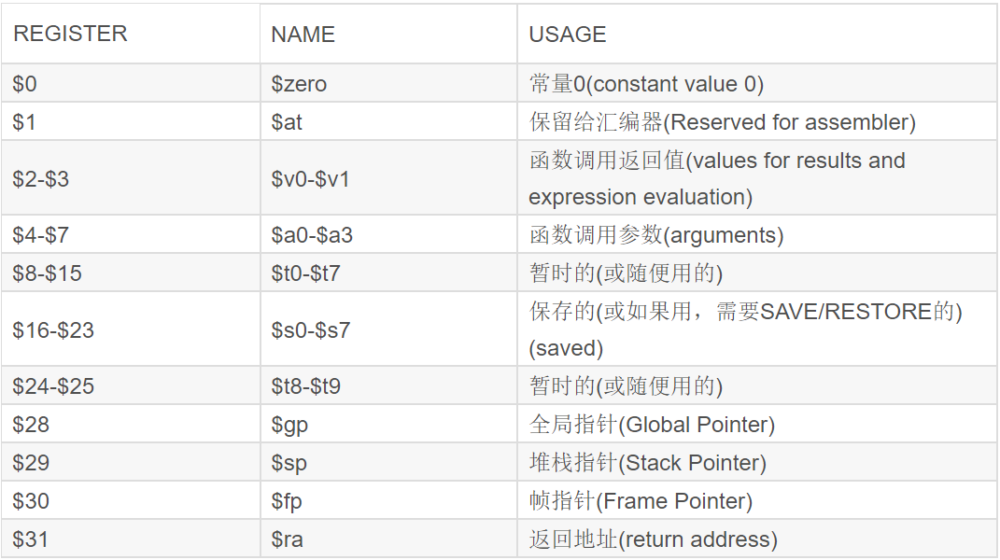 REGISTER NAME USAGE
$0 $zero 常量0(constant value 0)
$1 $at 保留给汇编器(Reserved for assembler)
$2-$3 $v0-$v1 函数调用返回值(values for results and
expression evaluation)
$4-$7 $a0-$a3 函数调用参数(arguments)
$8-$15 $t0-$t7 暂时的(或随便用的)
$16-$23 $s0-$s7 保存的(或如果用，需要SAVE/RESTORE的)
(saved)
$24-$25 $t8-$t9 暂时的(或随便用的)
$28 $gp 全局指针(Global Pointer)
$29 $sp 堆栈指针(Stack Pointer)
$30 $fp 帧指针(Frame Pointer)
$31 $ra 返回地址(return address)